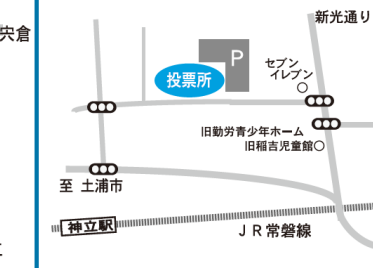 宍倉
新光通り
P
投票所
セブン
イレブン
旧勤労青少年ホーム
旧稲吉児童館
至 土浦市
神立駅
JR常磐線